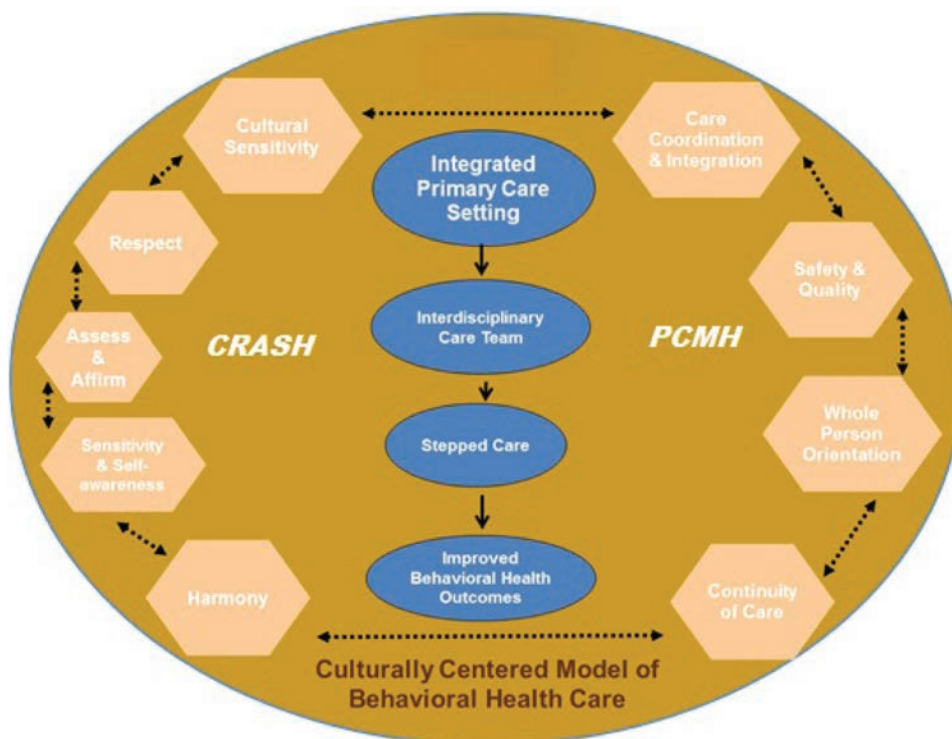 Cultural
Sensitivity
Care
Coordination
& Integration
Integrated
Primary Care
Setting
Respect
Safety &
Quality
Interdisciplinary
Care Team
CRASH
PCMH
Assess
&
Affirm
Whole
Person
Orientation
Stepped Care
Sensitivity
& Self-
awareness
Improved
Behavioral Health
Outcomes
Harmony
Continuity
of Care
Culturally Centered Model of
Behavioral Health Care